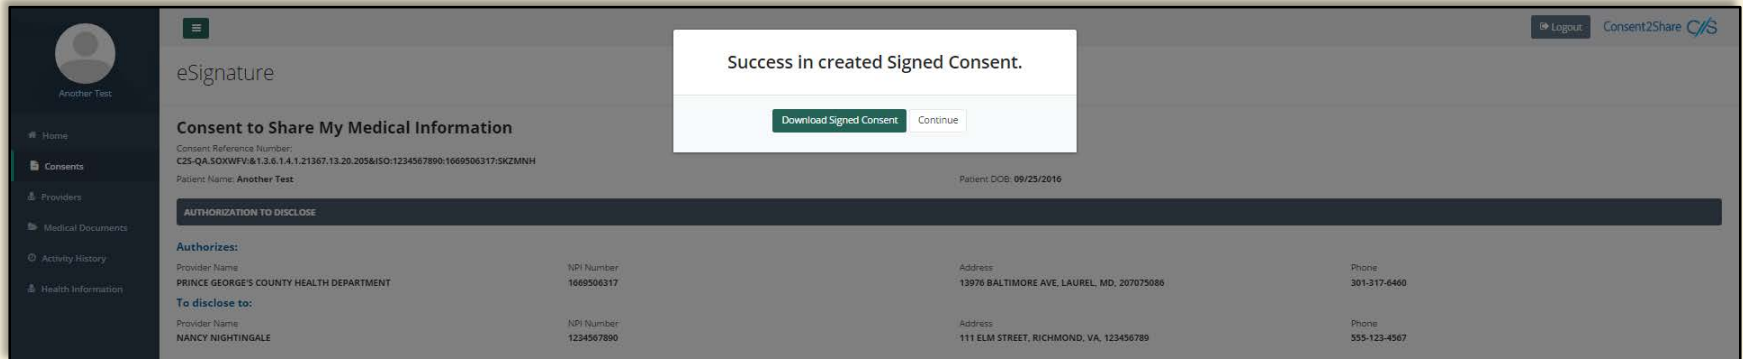 Logout Consent2Share C//S
Another Test
Home
Consents
Providers
Medical Documents
Activity History
Health Information
eSignature
Success in created Signed Consent.
Download Signed Consent Continue
Consent to Share My Medical Information
Consent Reference Number:
C2S-QA.SOXWFV:&1.3.6.1.4.1.21367.13.20.205&ISO:1234567890:1669506317:SKZMNH
Patient Name: Another Test Patient DOB: 09/25/2016
AUTHORIZATION TO DISCLOSE
Authorizes:
Provider Name NPI Number Address Phone
PRINCE GEORGE'S COUNTY HEALTH DEPARTMENT 1669506317 13976 BALTIMORE AVE, LAUREL, MD, 207075086 301-317-6460
To disclose to:
Provider Name NPI Number Address Phone
NANCY NIGHTINGALE 1234567890 111 ELM STREET, RICHMOND, VA, 123456789 555-123-4567